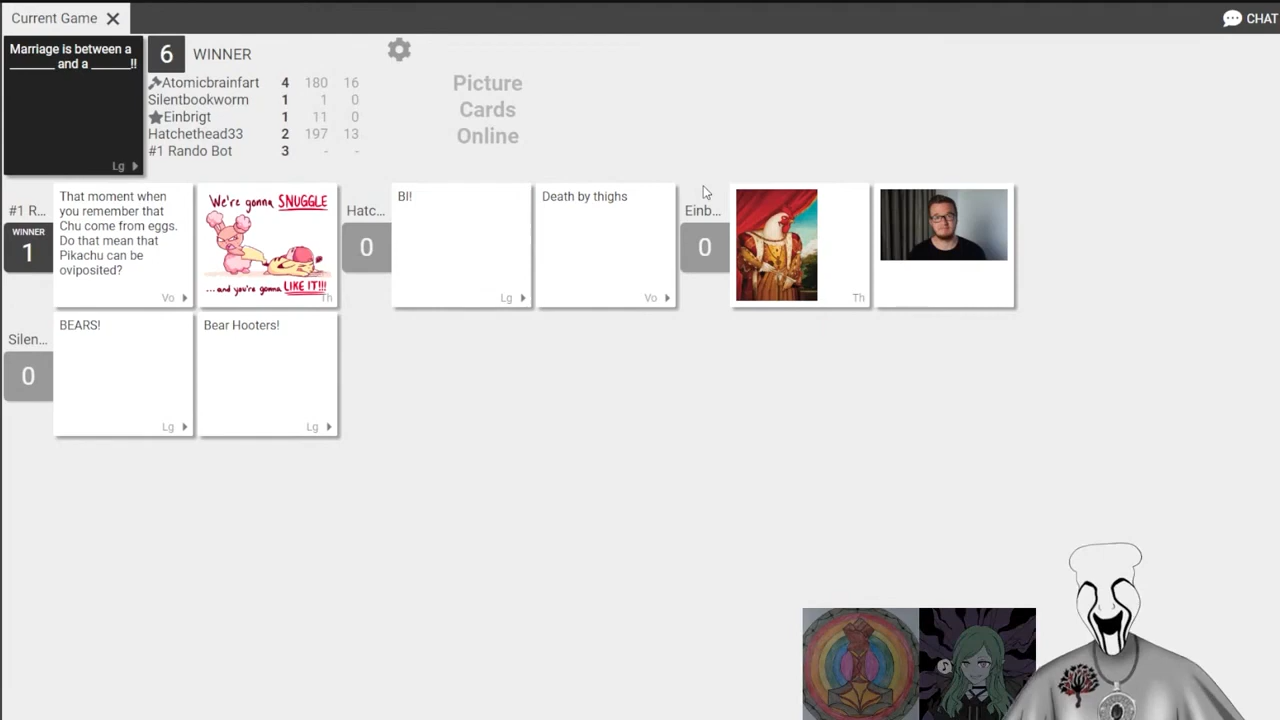 Current Game
CHAT
Marriage is between a
______ and a ______!!
Lg
6 WINNER
Atomicbrainfart 4 180 16
Silentbookworm 1 1 0
Einbrigt 1 11 0
Hatchethead33 2 197 13
#1 Rando Bot 3 - -
Picture
Cards
Online
#1 R...
WINNER
1
That moment when
you remember that
Chu come from eggs.
Do that mean that
Pikachu can be
oviposited?
Vo
We're gonna SNUGGLE
...and you're gonna LIKE IT!!!
Th
Hatc...
0
BI!
Lg
Death by thighs
Vo
Einb...
0
Th
Silen...
0
BEARS!
Lg
Bear Hooters!
Lg